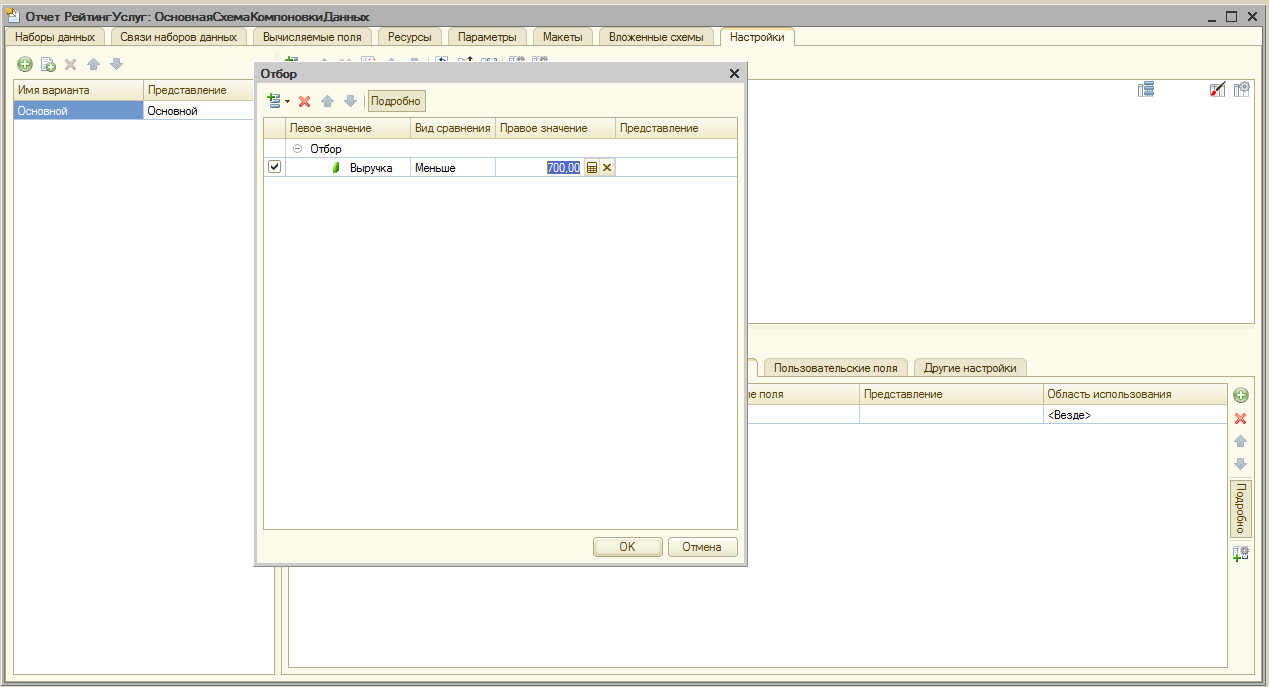 Отчет РейтингУслуг: ОсновнаяСхемаКомпоновкиДанных
Наборы данных Связи наборов данных Вычисляемые поля Ресурсы Параметры Макеты Вложенные схемы Настройки
Имя варианта Представление
Основной Основной
Отбор
Подробно
Левое значение Вид сравнения Правое значение Представление
Отбор
Выручка Меньше 700,00
OK Отмена
Пользовательские поля Другие настройки
ые поля Представление Область использования
<Везде>
Подробно